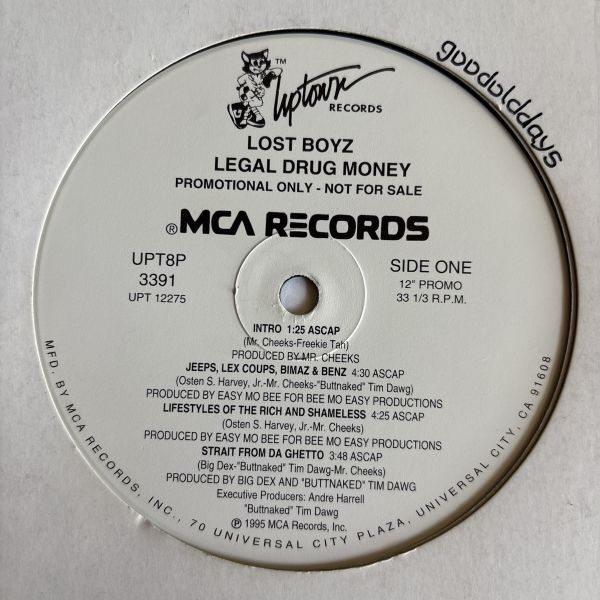 gooddolddays
™
Uptown
RECORDS
LOST BOYZ
LEGAL DRUG MONEY
PROMOTIONAL ONLY - NOT FOR SALE
®MCA RECORDS
UPT8P
3391
UPT 12275
SIDE ONE
12" PROMO
33 1/3 R.P.M.
INTRO 1:25 ASCAP
(Mr. Cheeks-Freekie Tah)
PRODUCED BY MR. CHEEKS
JEEPS, LEX COUPS, BIMAZ & BENZ 4:30 ASCAP
(Osten S. Harvey, Jr.-Mr. Cheeks-"Buttnaked" Tim Dawg)
PRODUCED BY EASY MO BEE FOR BEE MO EASY PRODUCTIONS
LIFESTYLES OF THE RICH AND SHAMELESS 4:25 ASCAP
(Osten S. Harvey, Jr.-Mr. Cheeks)
PRODUCED BY EASY MO BEE FOR BEE MO EASY PRODUCTIONS
STRAIT FROM DA GHETTO 3:48 ASCAP
(Big Dex-"Buttnaked" Tim Dawg-Mr. Cheeks)
PRODUCED BY BIG DEX AND "BUTTNAKED" TIM DAWG
Executive Producers: Andre Harrell
"Buttnaked" Tim Dawg
℗ 1995 MCA Records, Inc.
MFD. BY MCA RECORDS, INC., 70 UNIVERSAL CITY PLAZA, UNIVERSAL CITY, CA 91608